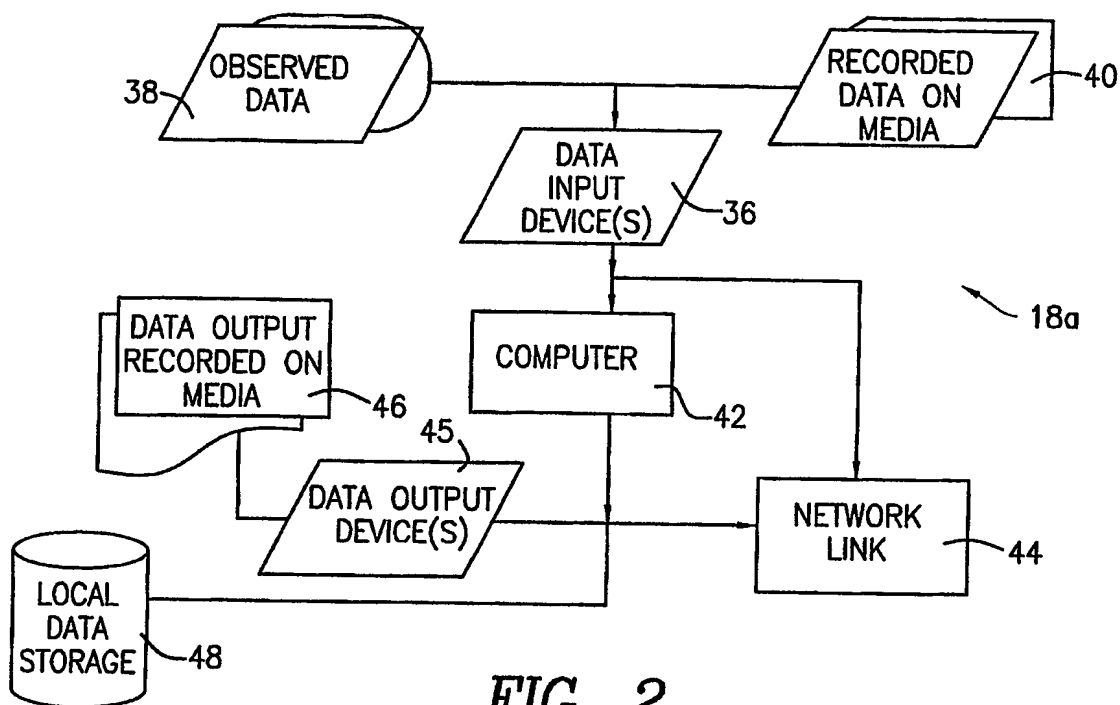 OBSERVED
DATA
38
RECORDED
DATA ON
MEDIA
40
DATA
INPUT
DEVICE(S)
36
18a
DATA OUTPUT
RECORDED ON
MEDIA
46
COMPUTER
42
45
DATA OUTPUT
DEVICE(S)
NETWORK
LINK
44
LOCAL
DATA
STORAGE
48
FIG. 2